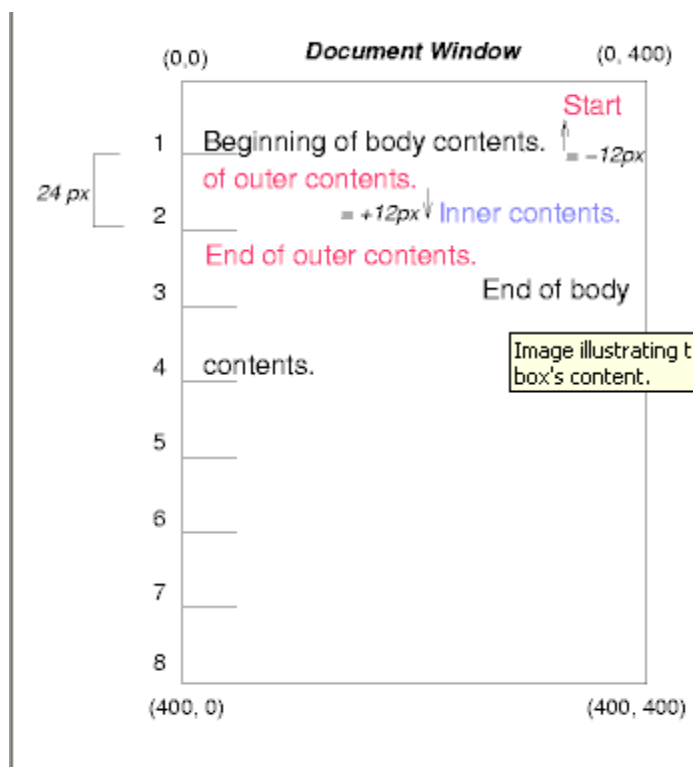 (0,0) Document Window (0, 400)
Start
1 Beginning of body contents. = -12px
of outer contents.
24 px
2 = +12px Inner contents.
End of outer contents.
3 End of body
Image illustrating t
4 contents. box's content.
5
6
7
8
(400, 0) (400, 400)